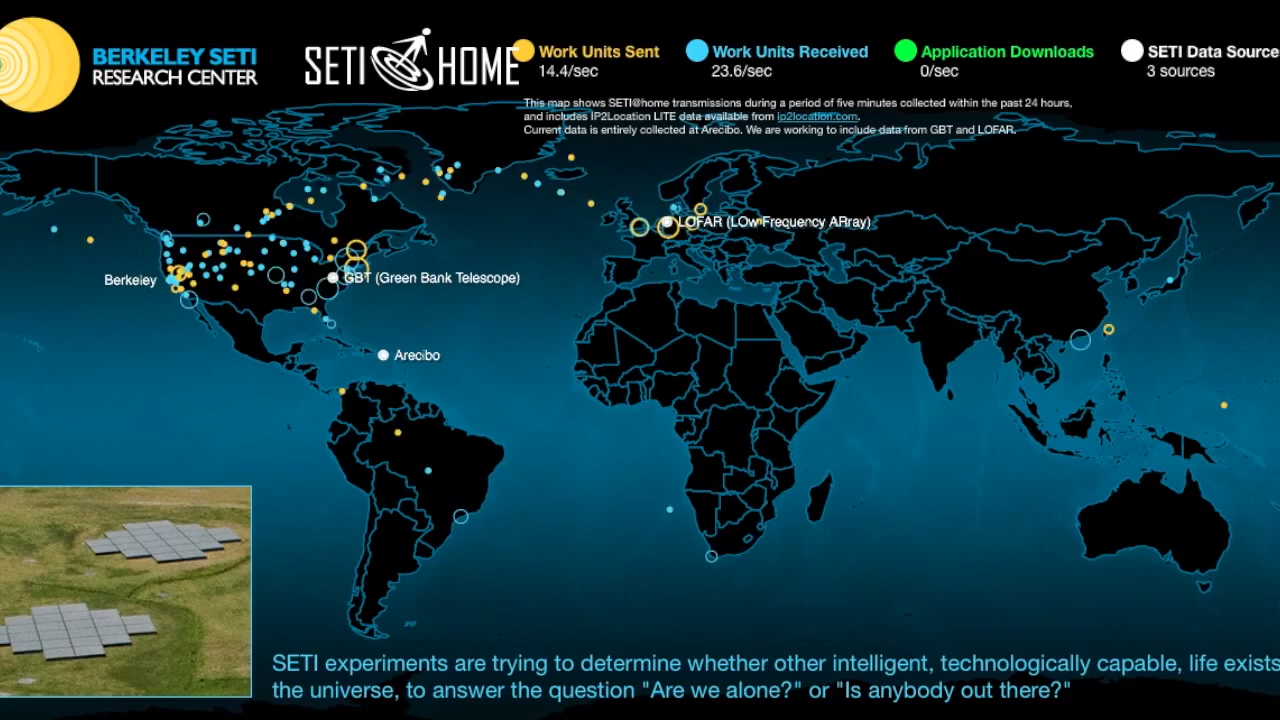 BERKELEY SETI
RESEARCH CENTER
SETI HOME
Work Units Sent
14.4/sec
Work Units Received
23.6/sec
Application Downloads
0/sec
SETI Data Source
3 sources
This map shows SETI@home transmissions during a period of five minutes collected within the past 24 hours,
and includes IP2Location LITE data available from ip2location.com.
Current data is entirely collected at Arecibo. We are working to include data from GBT and LOFAR.
LOFAR (LOw-Frequency ARray)
Berkeley
GBT (Green Bank Telescope)
Arecibo
SETI experiments are trying to determine whether other intelligent, technologically capable, life exists
the universe, to answer the question "Are we alone?" or "Is anybody out there?"